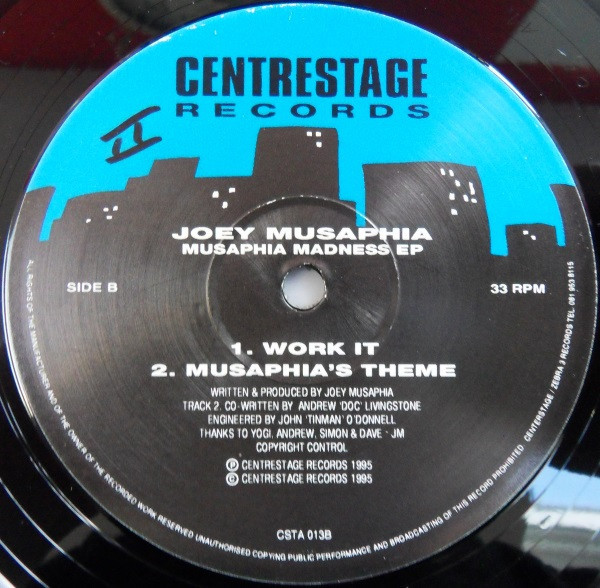 CENTRESTAGE
RECORDS
II
JOEY MUSAPHIA
MUSAPHIA MADNESS EP
SIDE B
33 RPM
1. WORK IT
2. MUSAPHIA'S THEME
WRITTEN & PRODUCED BY JOEY MUSAPHIA
TRACK 2. CO-WRITTEN BY ANDREW 'DOC' LIVINGSTONE
ENGINEERED BY JOHN 'TINMAN' O'DONNELL
THANKS TO YOGI, ANDREW, SIMON & DAVE - JM
COPYRIGHT CONTROL
Ⓟ CENTRESTAGE RECORDS 1995
© CENTRESTAGE RECORDS 1995
CSTA 013B
ALL RIGHTS OF THE MANUFACTURER AND OF THE OWNER OF THE RECORDED WORK RESERVED UNAUTHORISED COPYING PUBLIC PERFORMANCE AND BROADCASTING OF THIS RECORD PROHIBITED. CENTERSTAGE / ZEBRA 3 RECORDS TEL. 081 953 8115